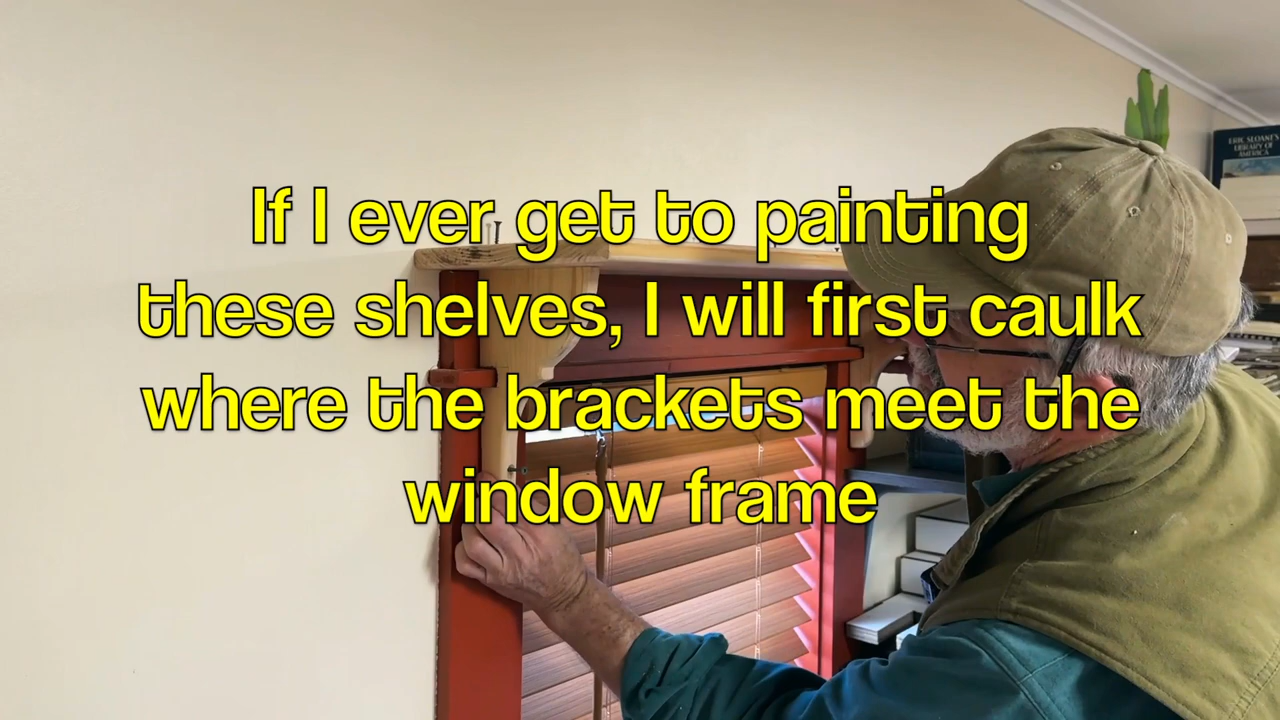 ERIC SLOANE'S
LIBRARY OF
AMERICA
If I ever get to painting
these shelves, I will first caulk
where the brackets meet the
window frame